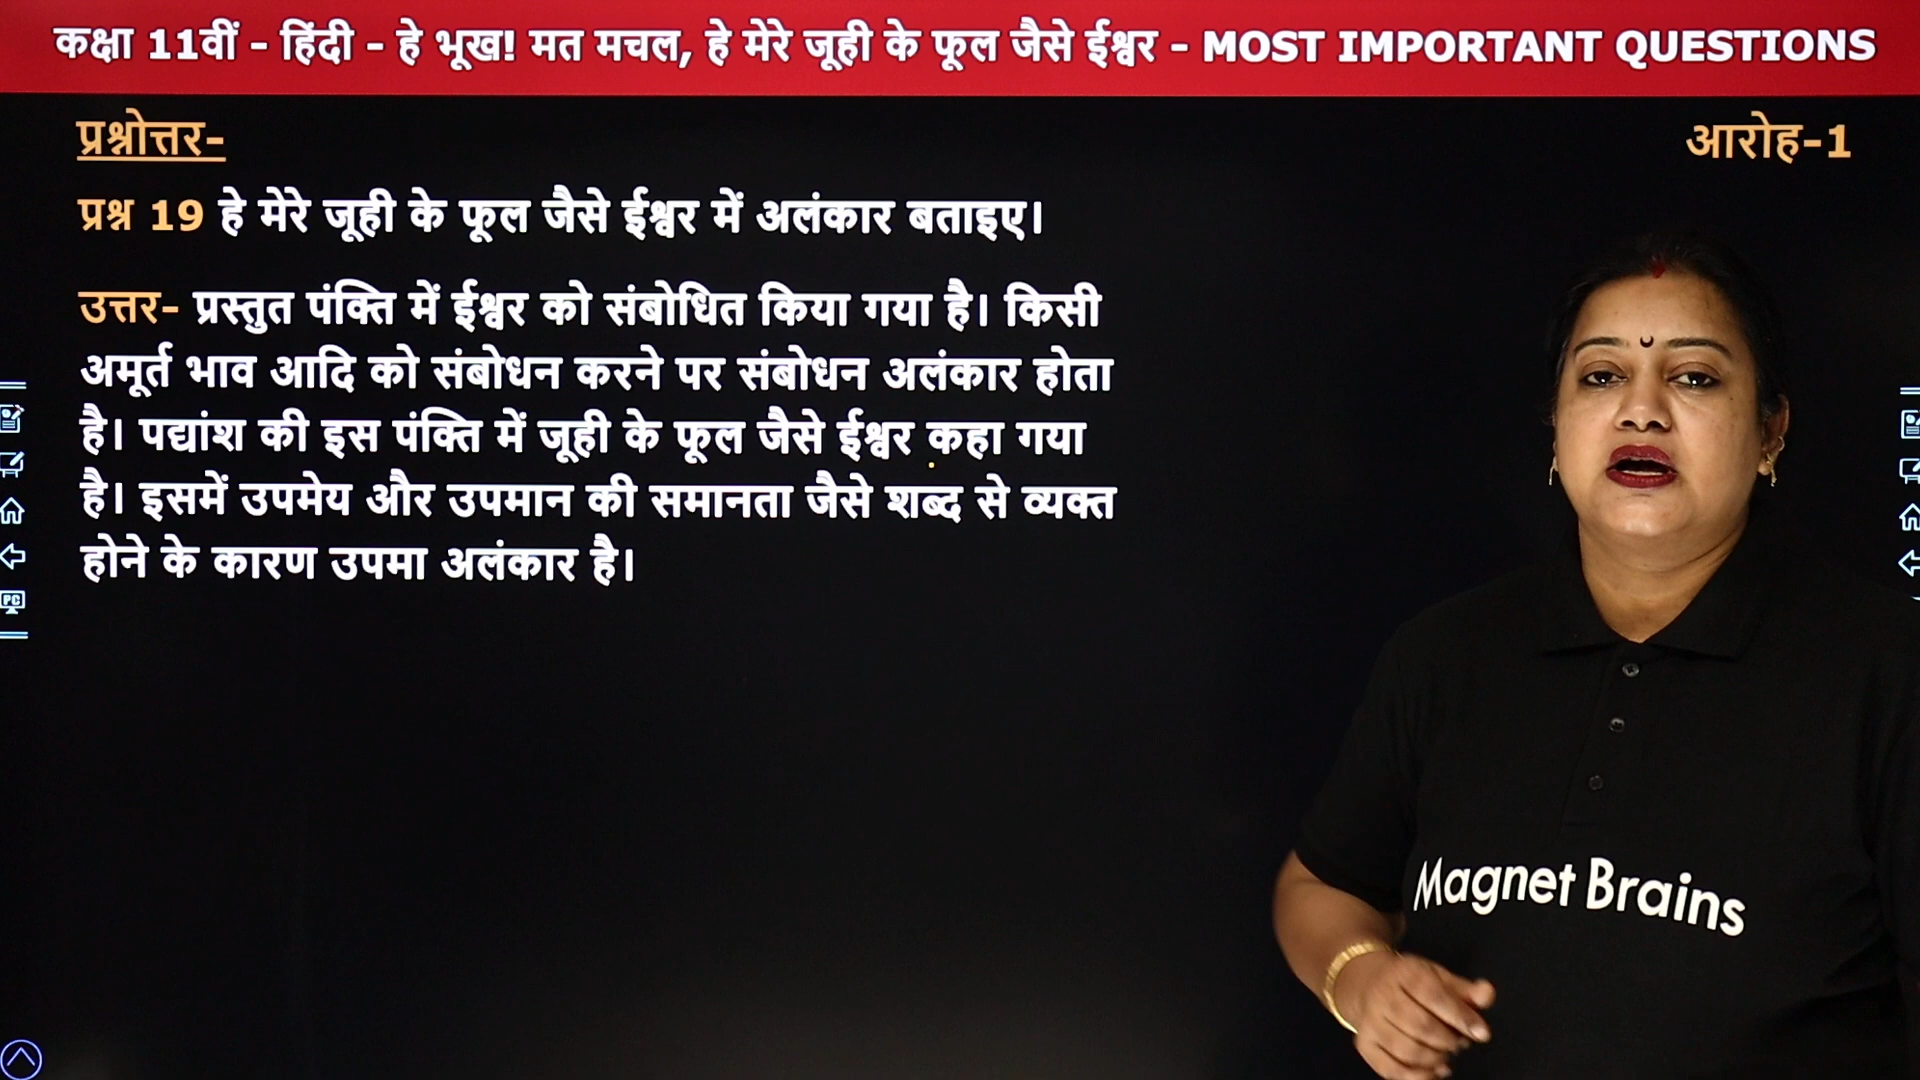 कक्षा 11वीं - हिंदी - हे भूख! मत मचल, हे मेरे जूही के फूल जैसे ईश्वर - MOST IMPORTANT QUESTIONS
प्रश्नोत्तर-
आरोह-1
प्रश्न 19 हे मेरे जूही के फूल जैसे ईश्वर में अलंकार बताइए।
उत्तर- प्रस्तुत पंक्ति में ईश्वर को संबोधित किया गया है। किसी
अमूर्त भाव आदि को संबोधन करने पर संबोधन अलंकार होता
है। पद्यांश की इस पंक्ति में जूही के फूल जैसे ईश्वर कहा गया
है। इसमें उपमेय और उपमान की समानता जैसे शब्द से व्यक्त
होने के कारण उपमा अलंकार है।
PC
Magnet Brains